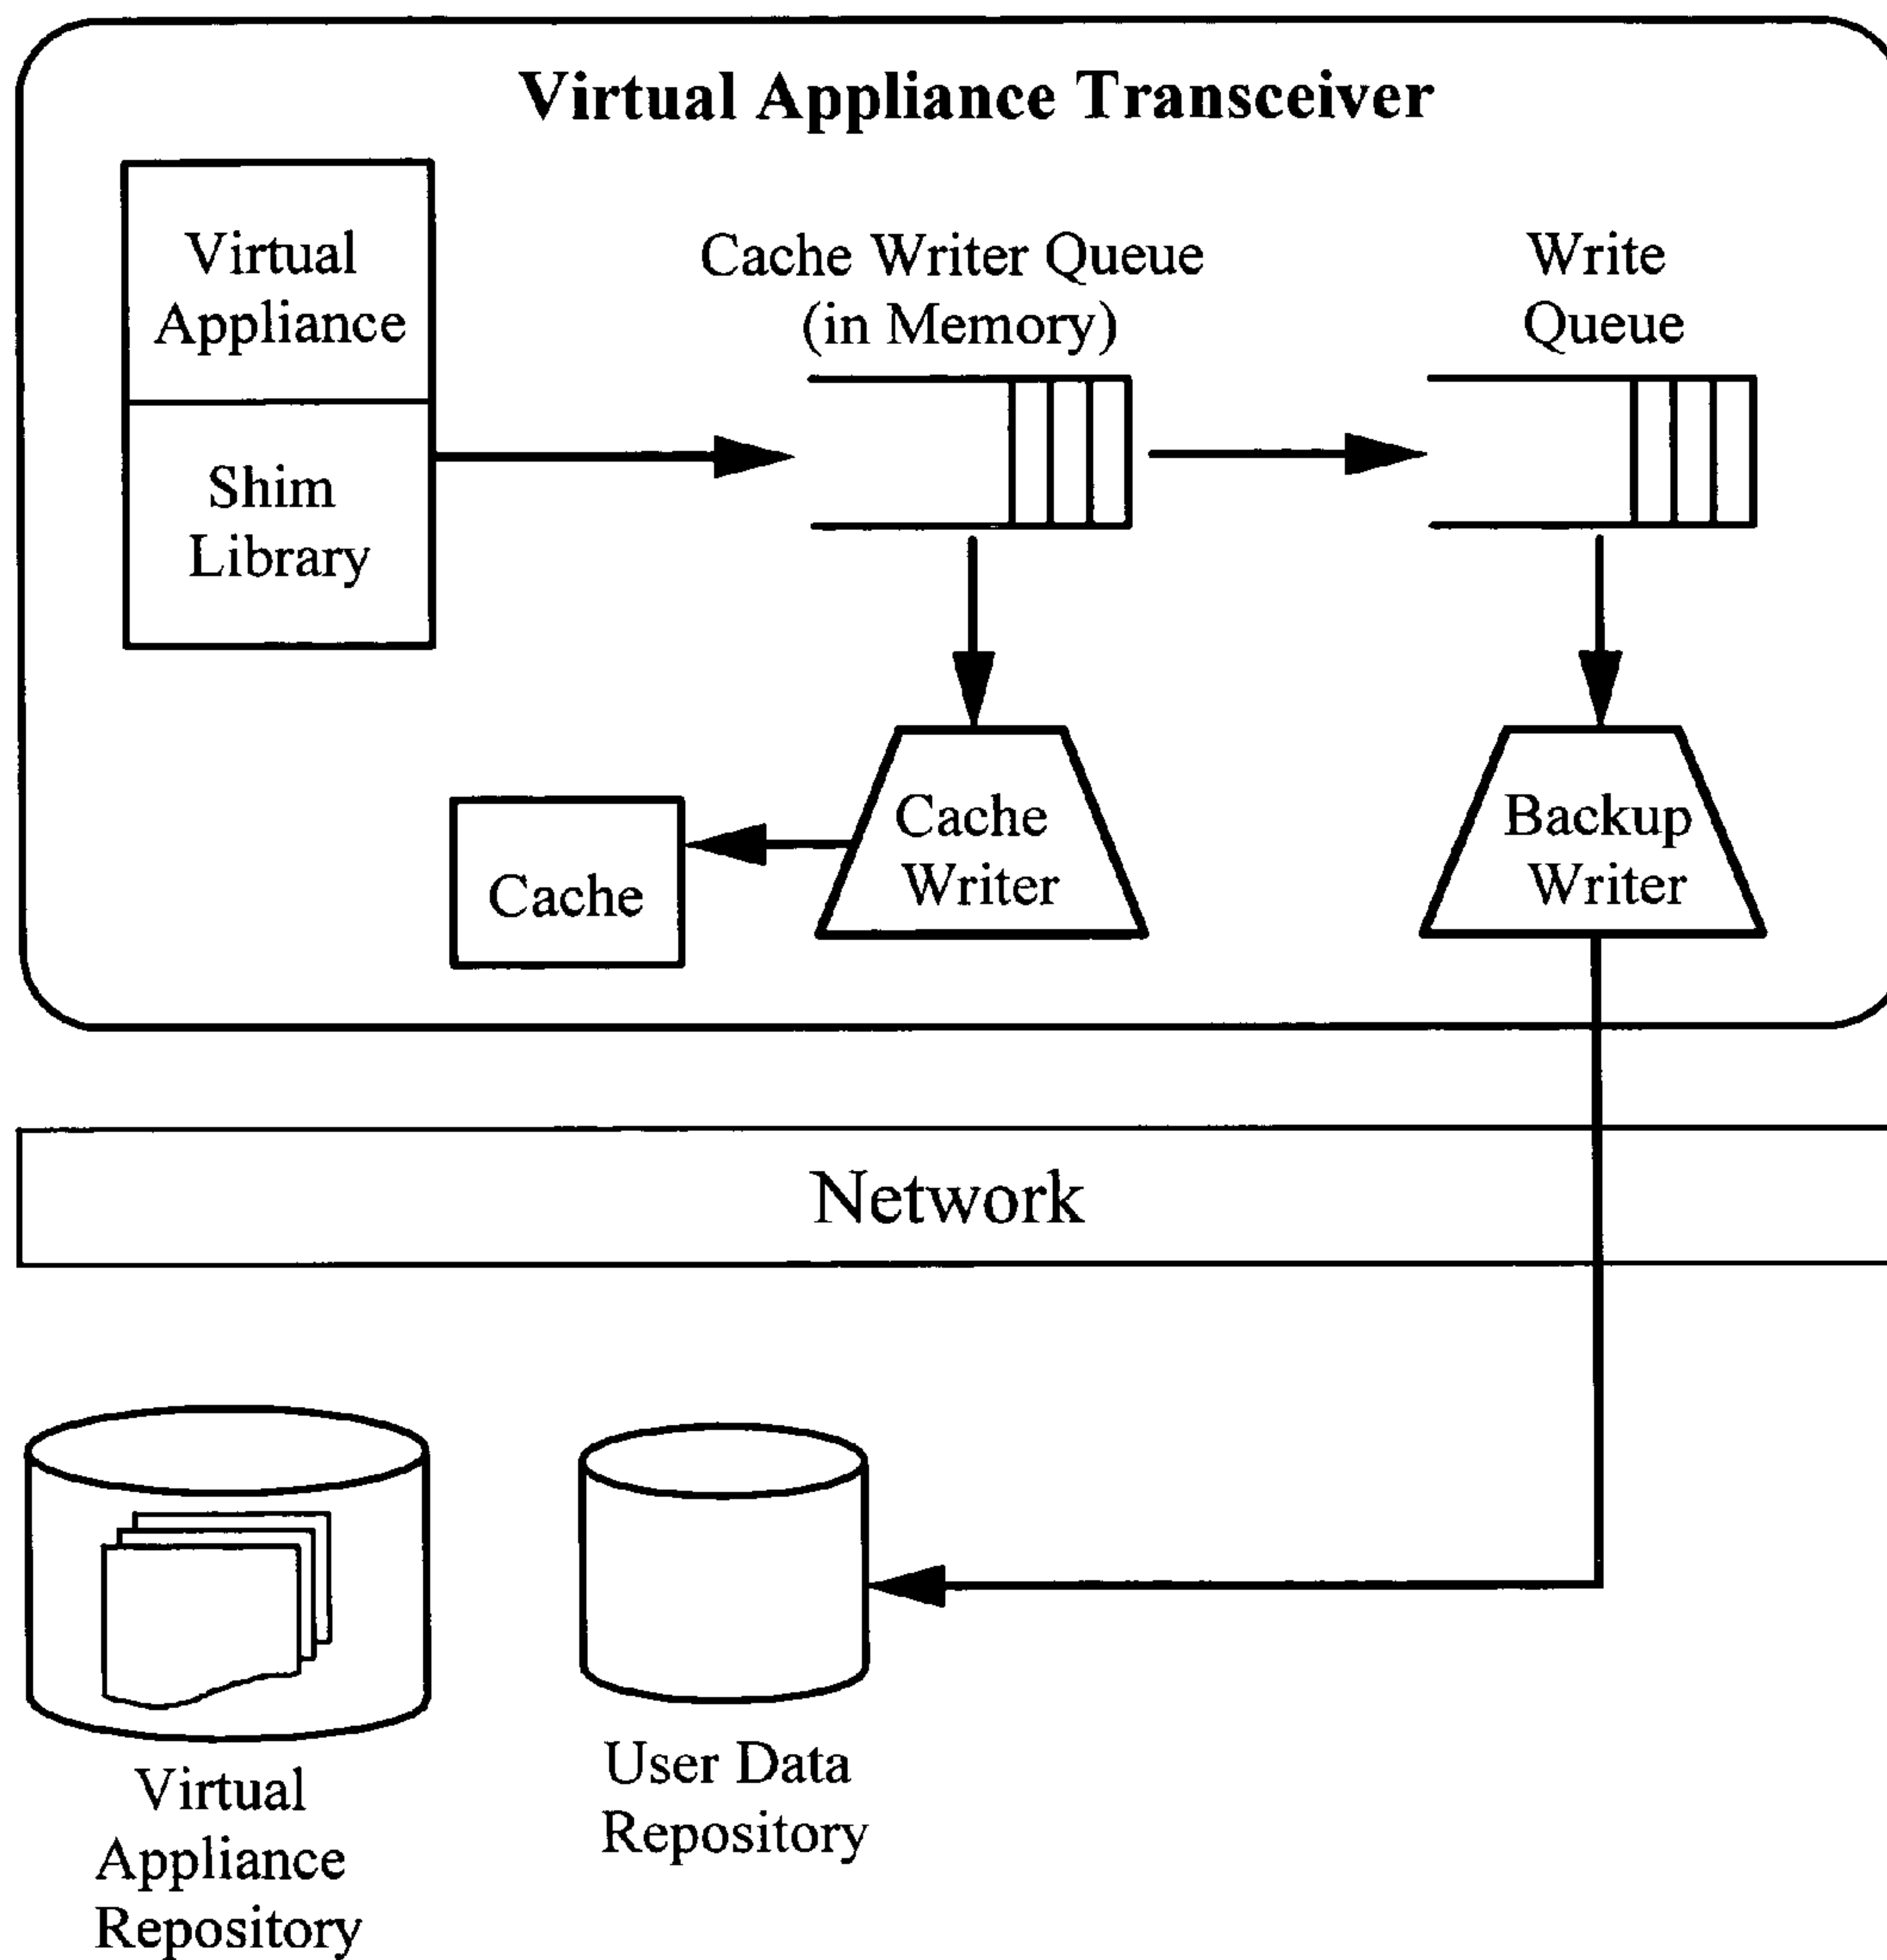 Virtual Appliance Transceiver
Virtual
Appliance
Shim
Library
Cache Writer Queue
(in Memory)
Write
Queue
Cache
Cache
Writer
Backup
Writer
Network
Virtual
Appliance
Repository
User Data
Repository